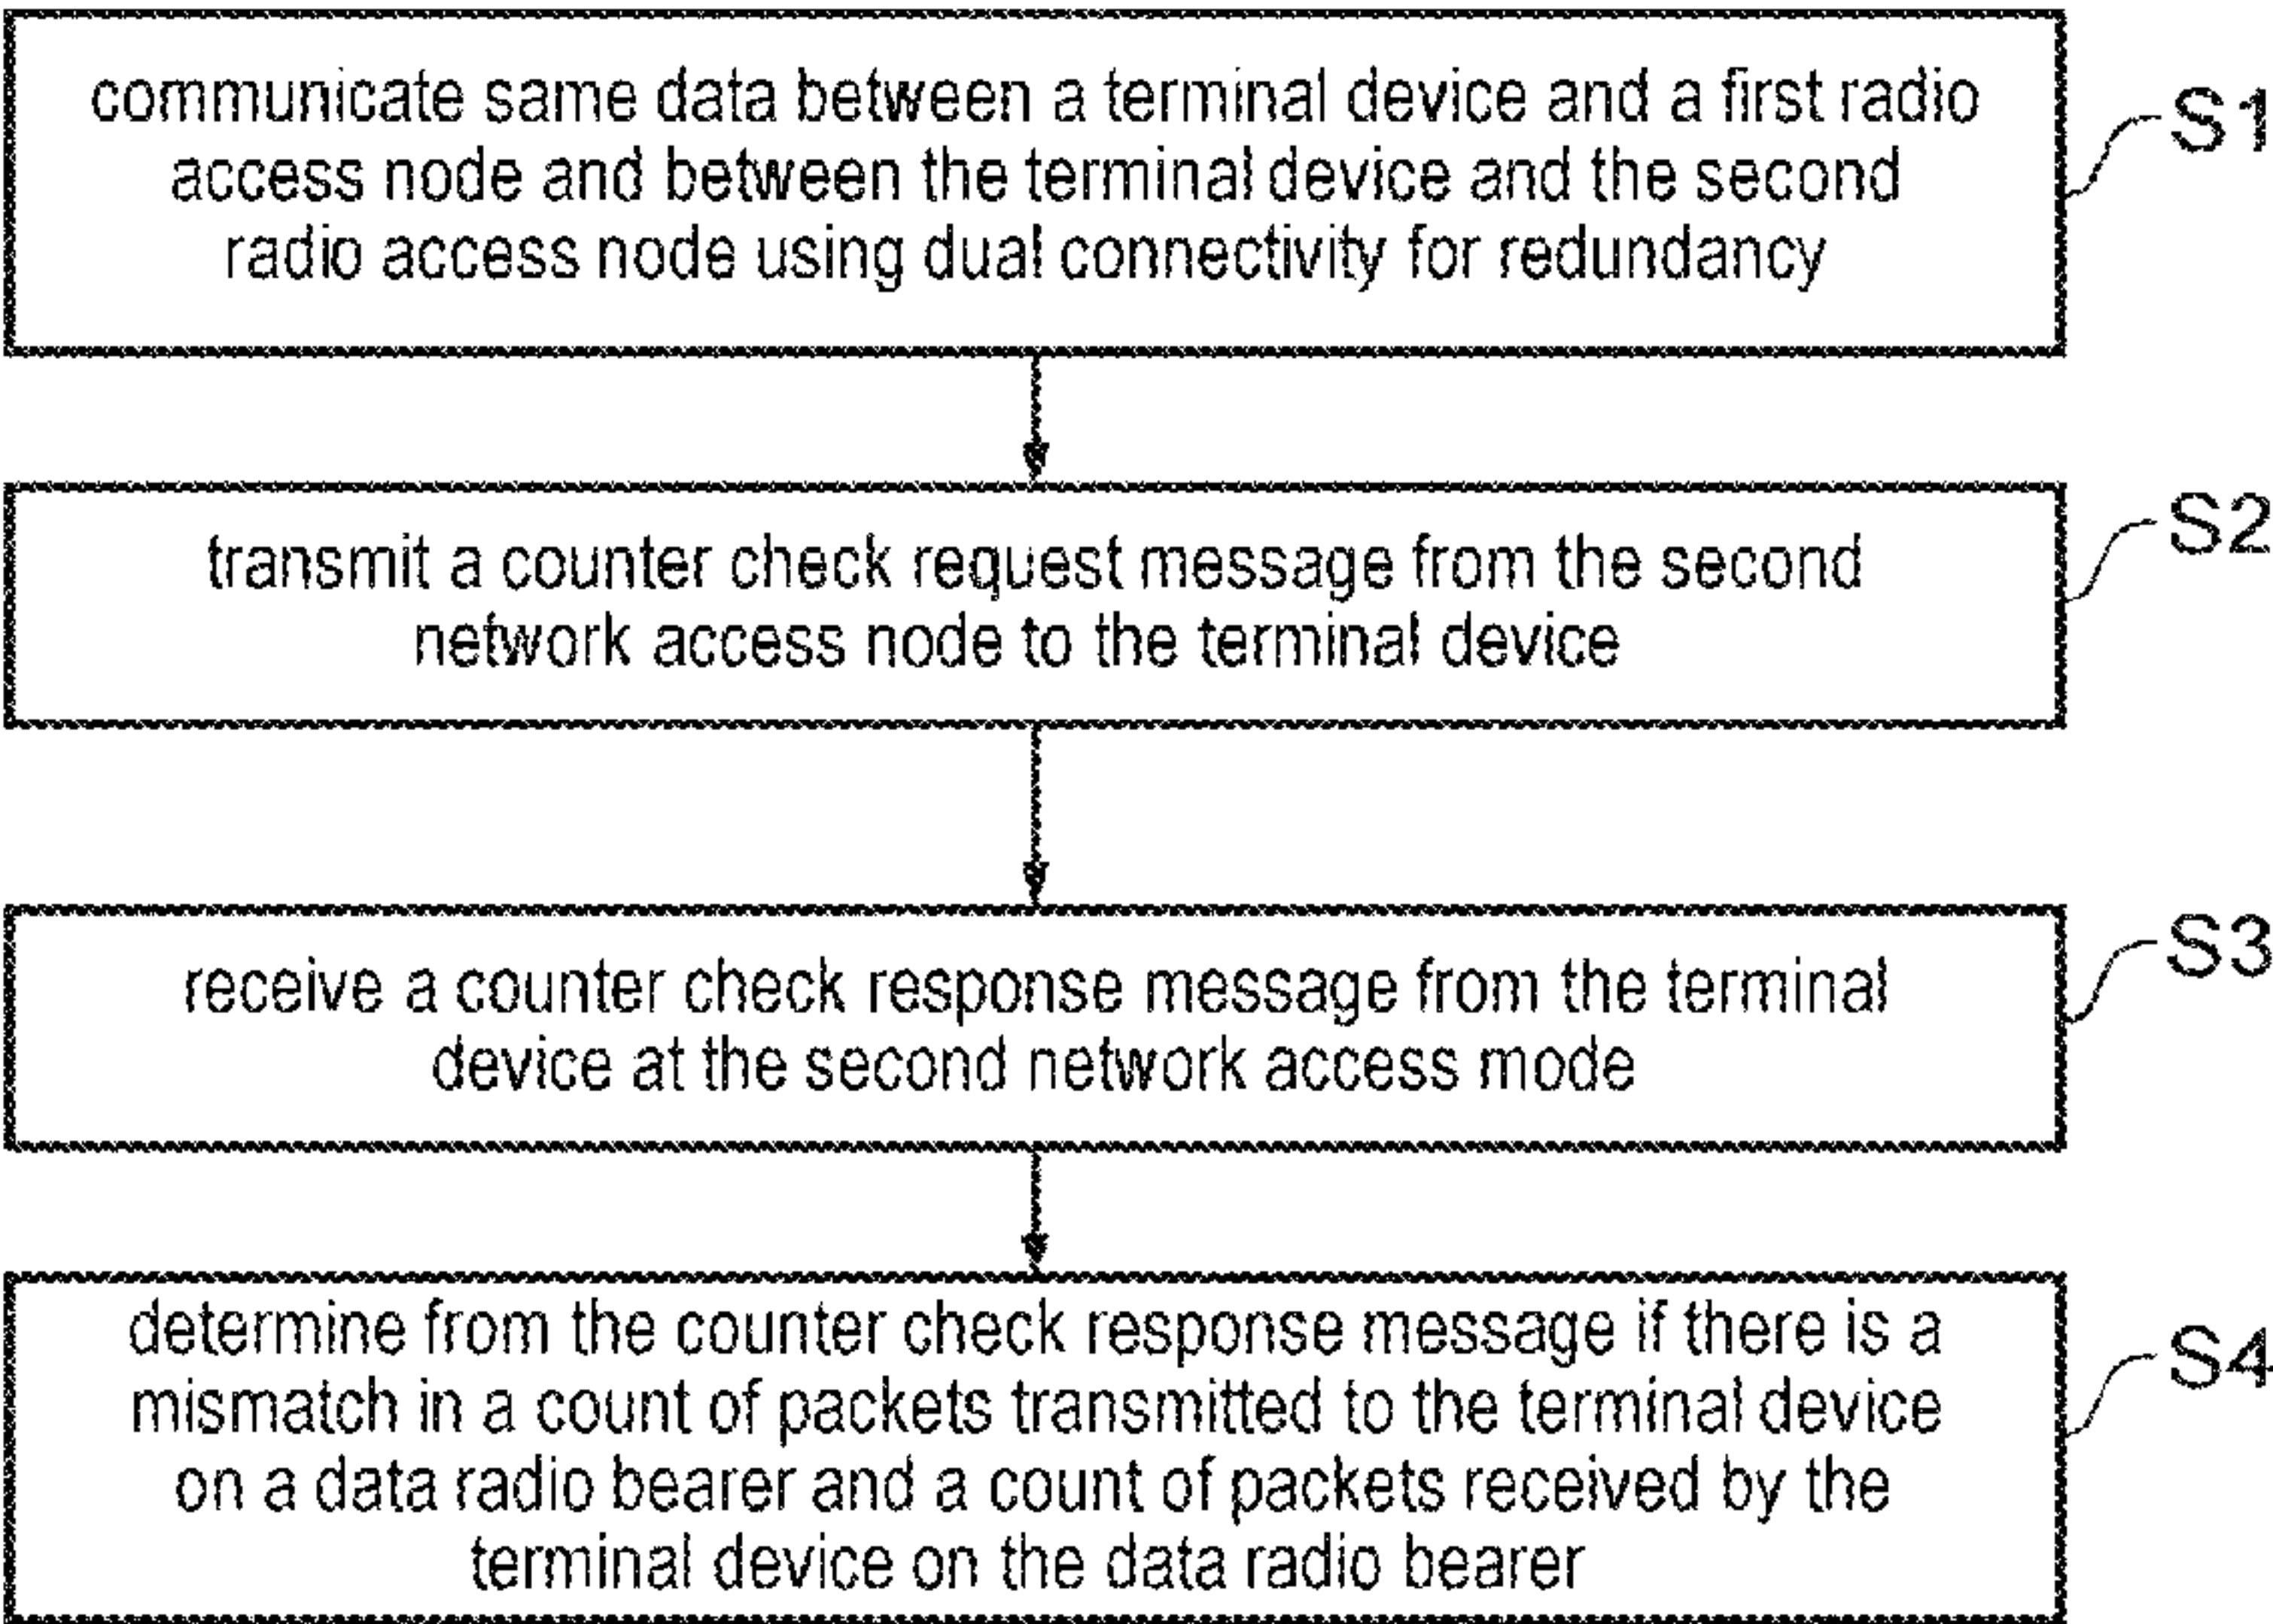 communicate same data between a terminal device and a first radio
access node and between the terminal device and the second
radio access node using dual connectivity for redundancy
S1
transmit a counter check request message from the second
network access node to the terminal device
S2
receive a counter check response message from the terminal
device at the second network access mode
S3
determine from the counter check response message if there is a
mismatch in a count of packets transmitted to the terminal device
on a data radio bearer and a count of packets received by the
terminal device on the data radio bearer
S4